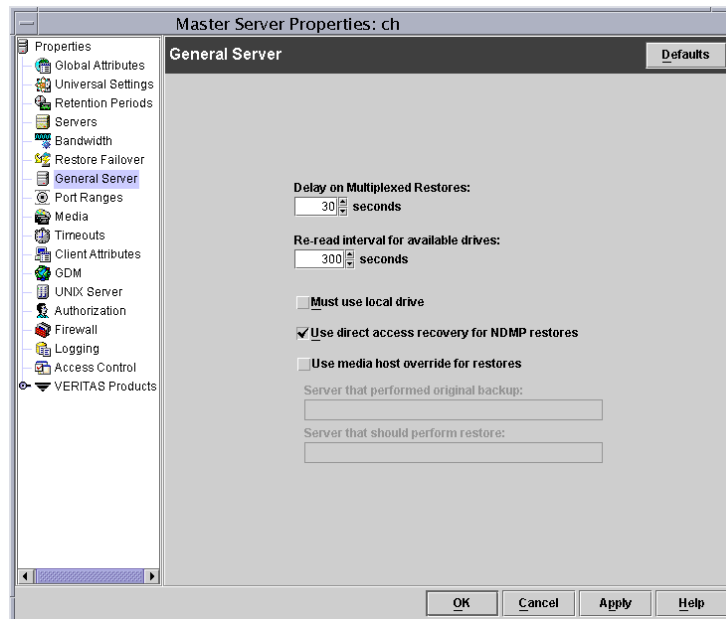 Master Server Properties: ch
Properties
Global Attributes
Universal Settings
Retention Periods
Servers
Bandwidth
Restore Failover
General Server
Port Ranges
Media
Timeouts
Client Attributes
GDM
UNIX Server
Authorization
Firewall
Logging
Access Control
VERITAS Products
General Server
Defaults
Delay on Multiplexed Restores:
30 seconds
Re-read interval for available drives:
300 seconds
Must use local drive
Use direct access recovery for NDMP restores
Use media host override for restores
Server that performed original backup:
Server that should perform restore:
OK Cancel Apply Help